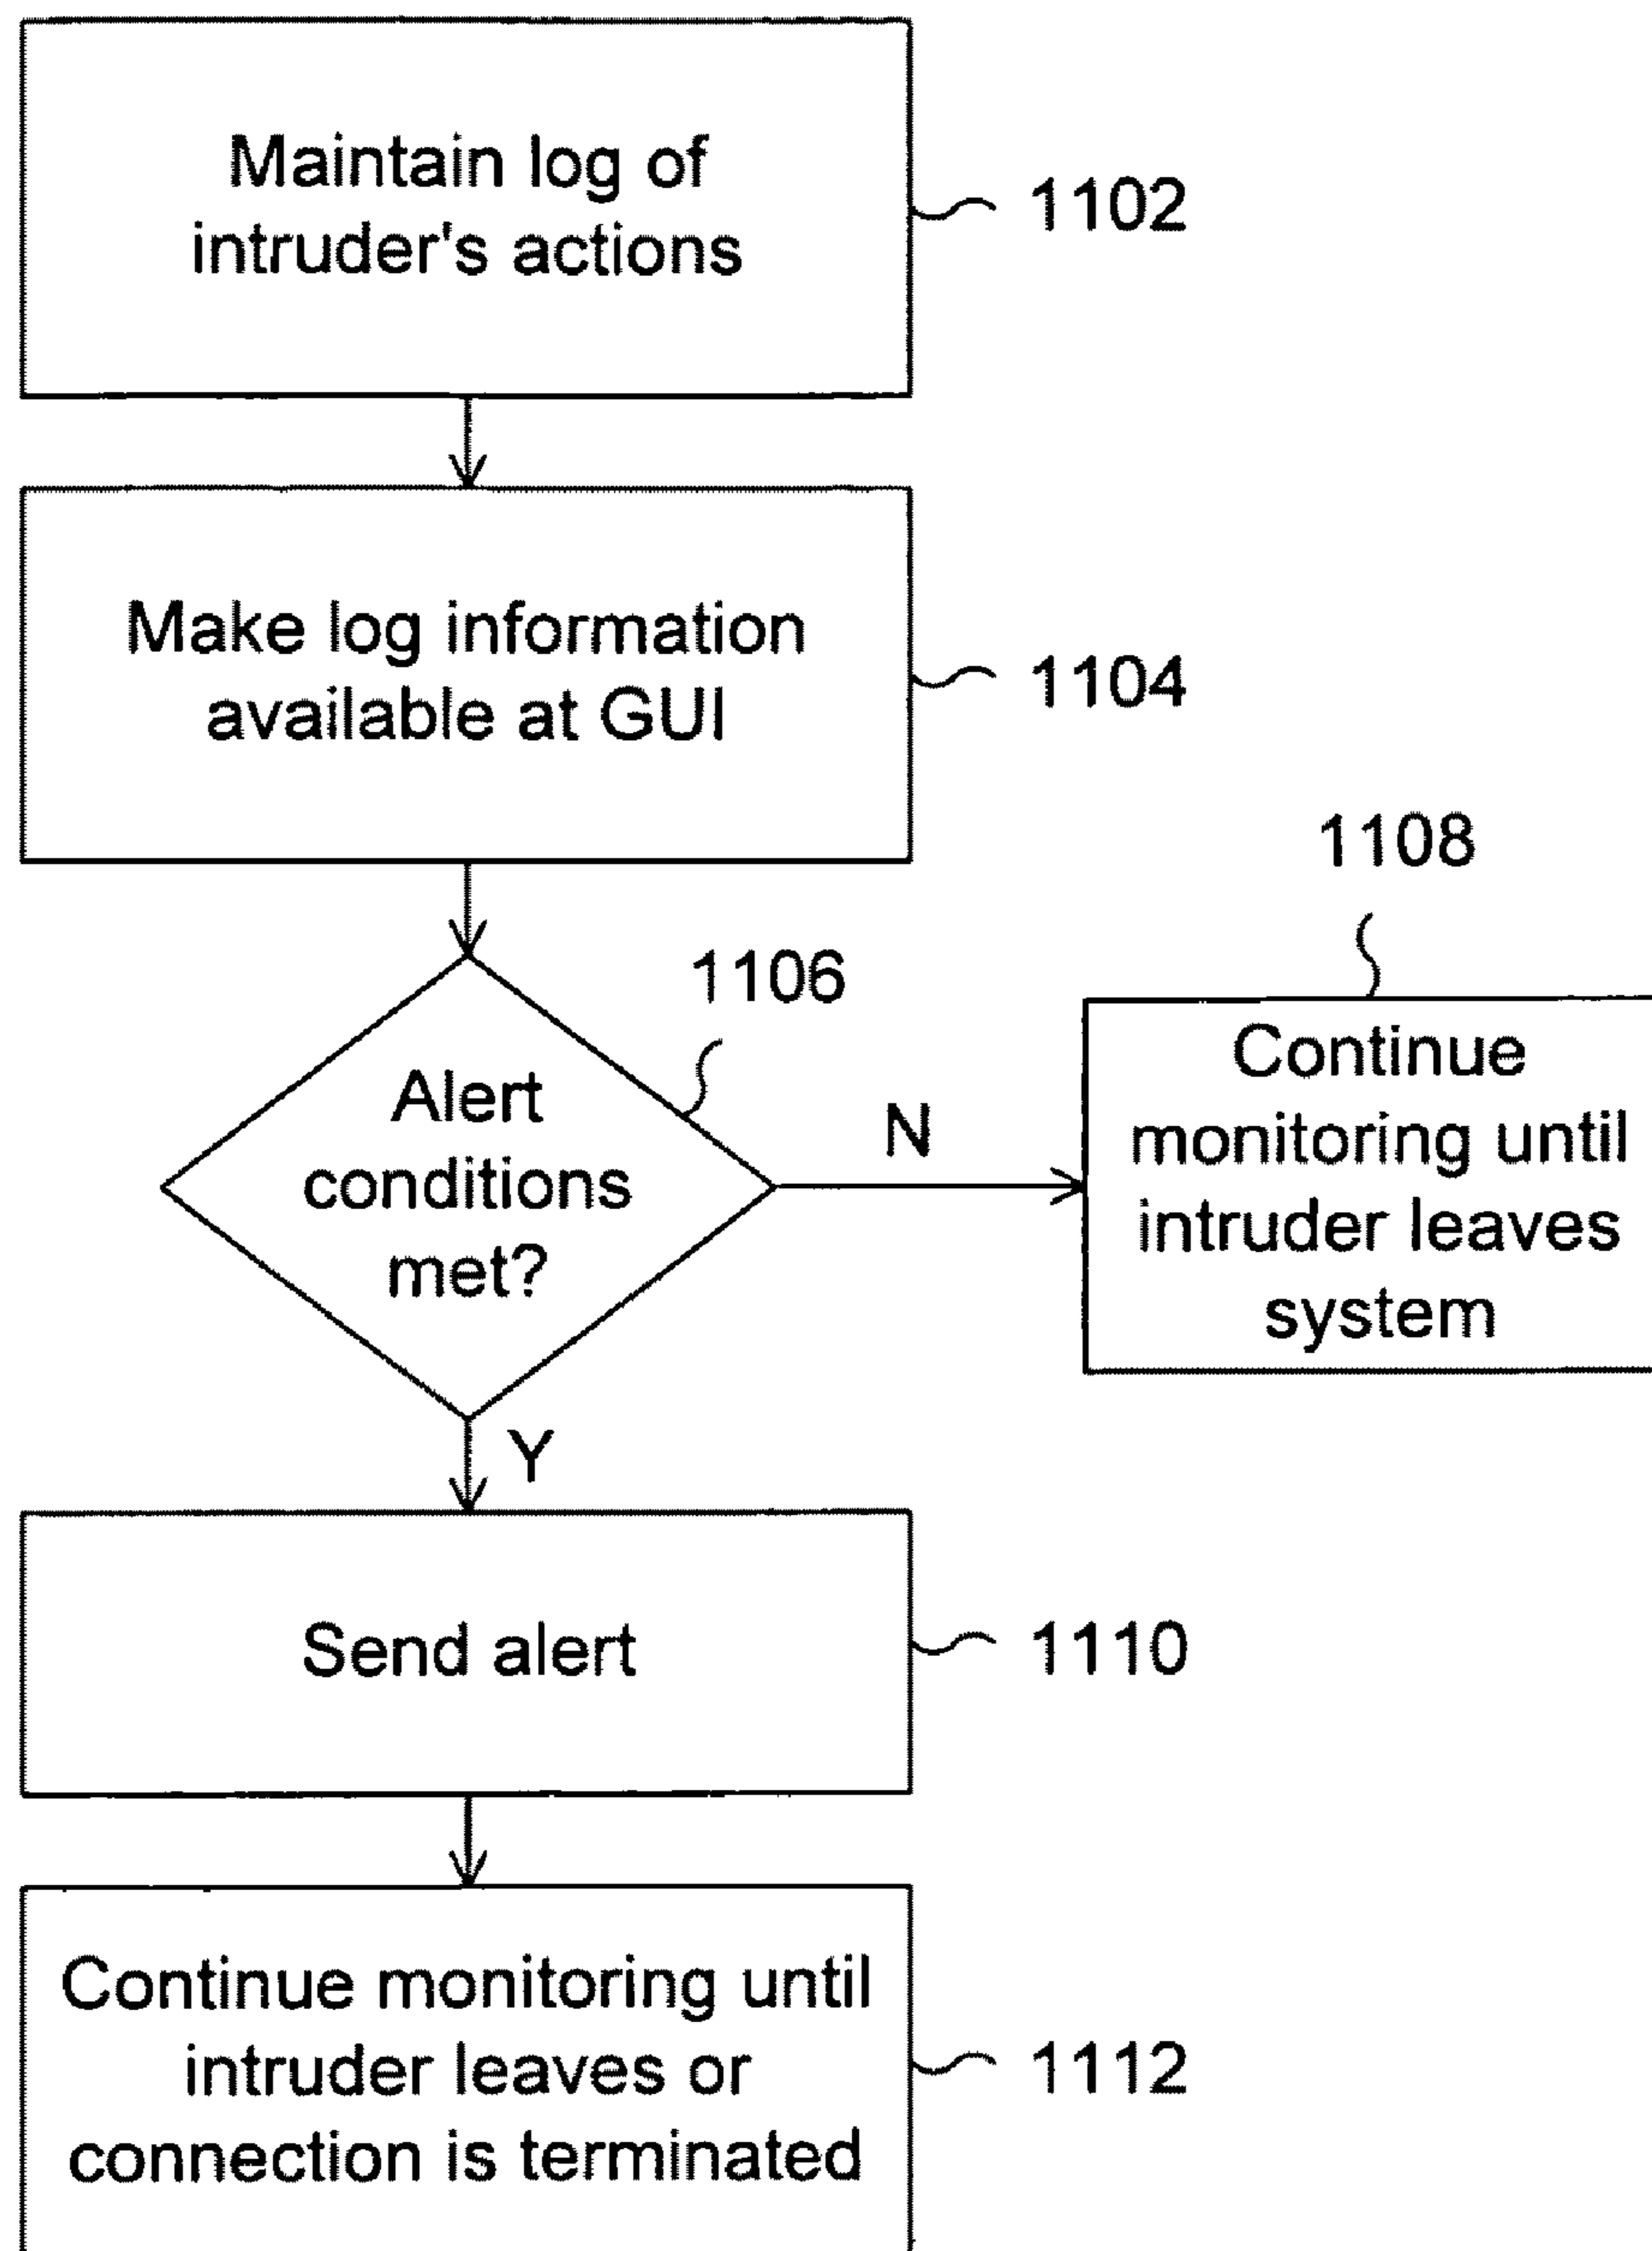 Maintain log of
intruder's actions
1102
Make log information
available at GUI
1104
1106
Alert
conditions
met?
N
1108
Continue
monitoring until
intruder leaves
system
Y
Send alert
1110
Continue monitoring until
intruder leaves or
connection is terminated
1112